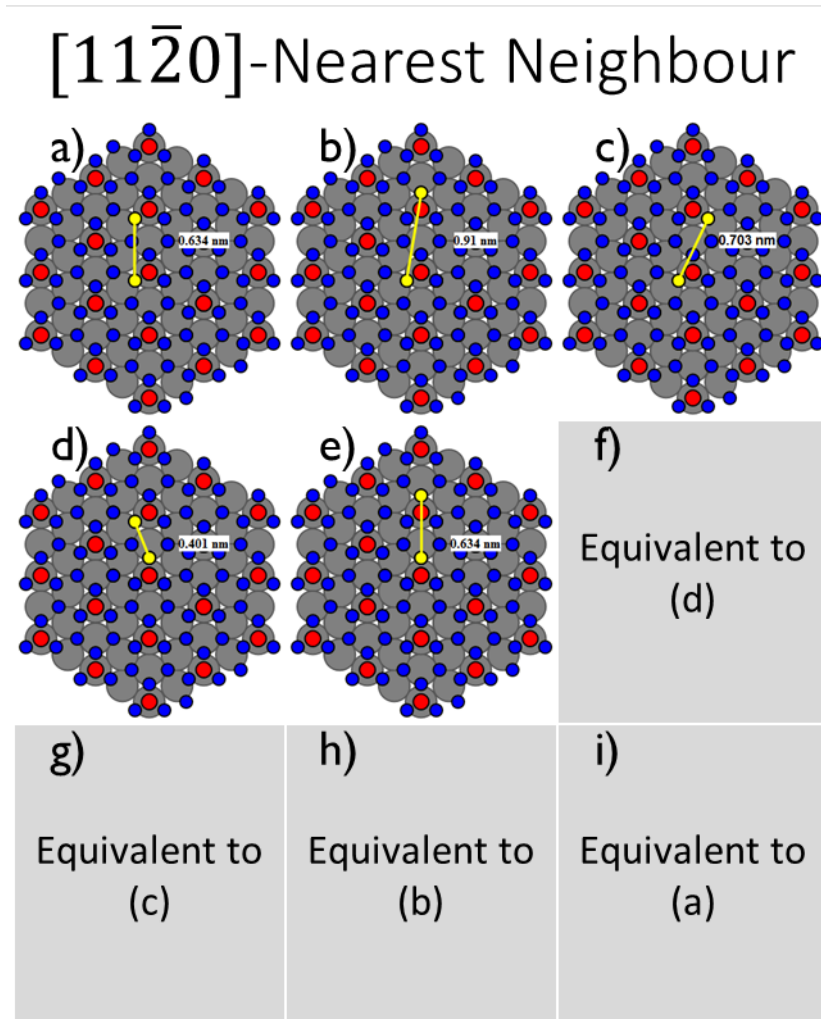 [112̅0]-Nearest Neighbour
a)
b)
c)
0.634 nm
0.91 nm
0.703 nm
d)
e)
f)
0.401 nm
0.634 nm
Equivalent to
(d)
g)
h)
i)
Equivalent to
(c)
Equivalent to
(b)
Equivalent to
(a)